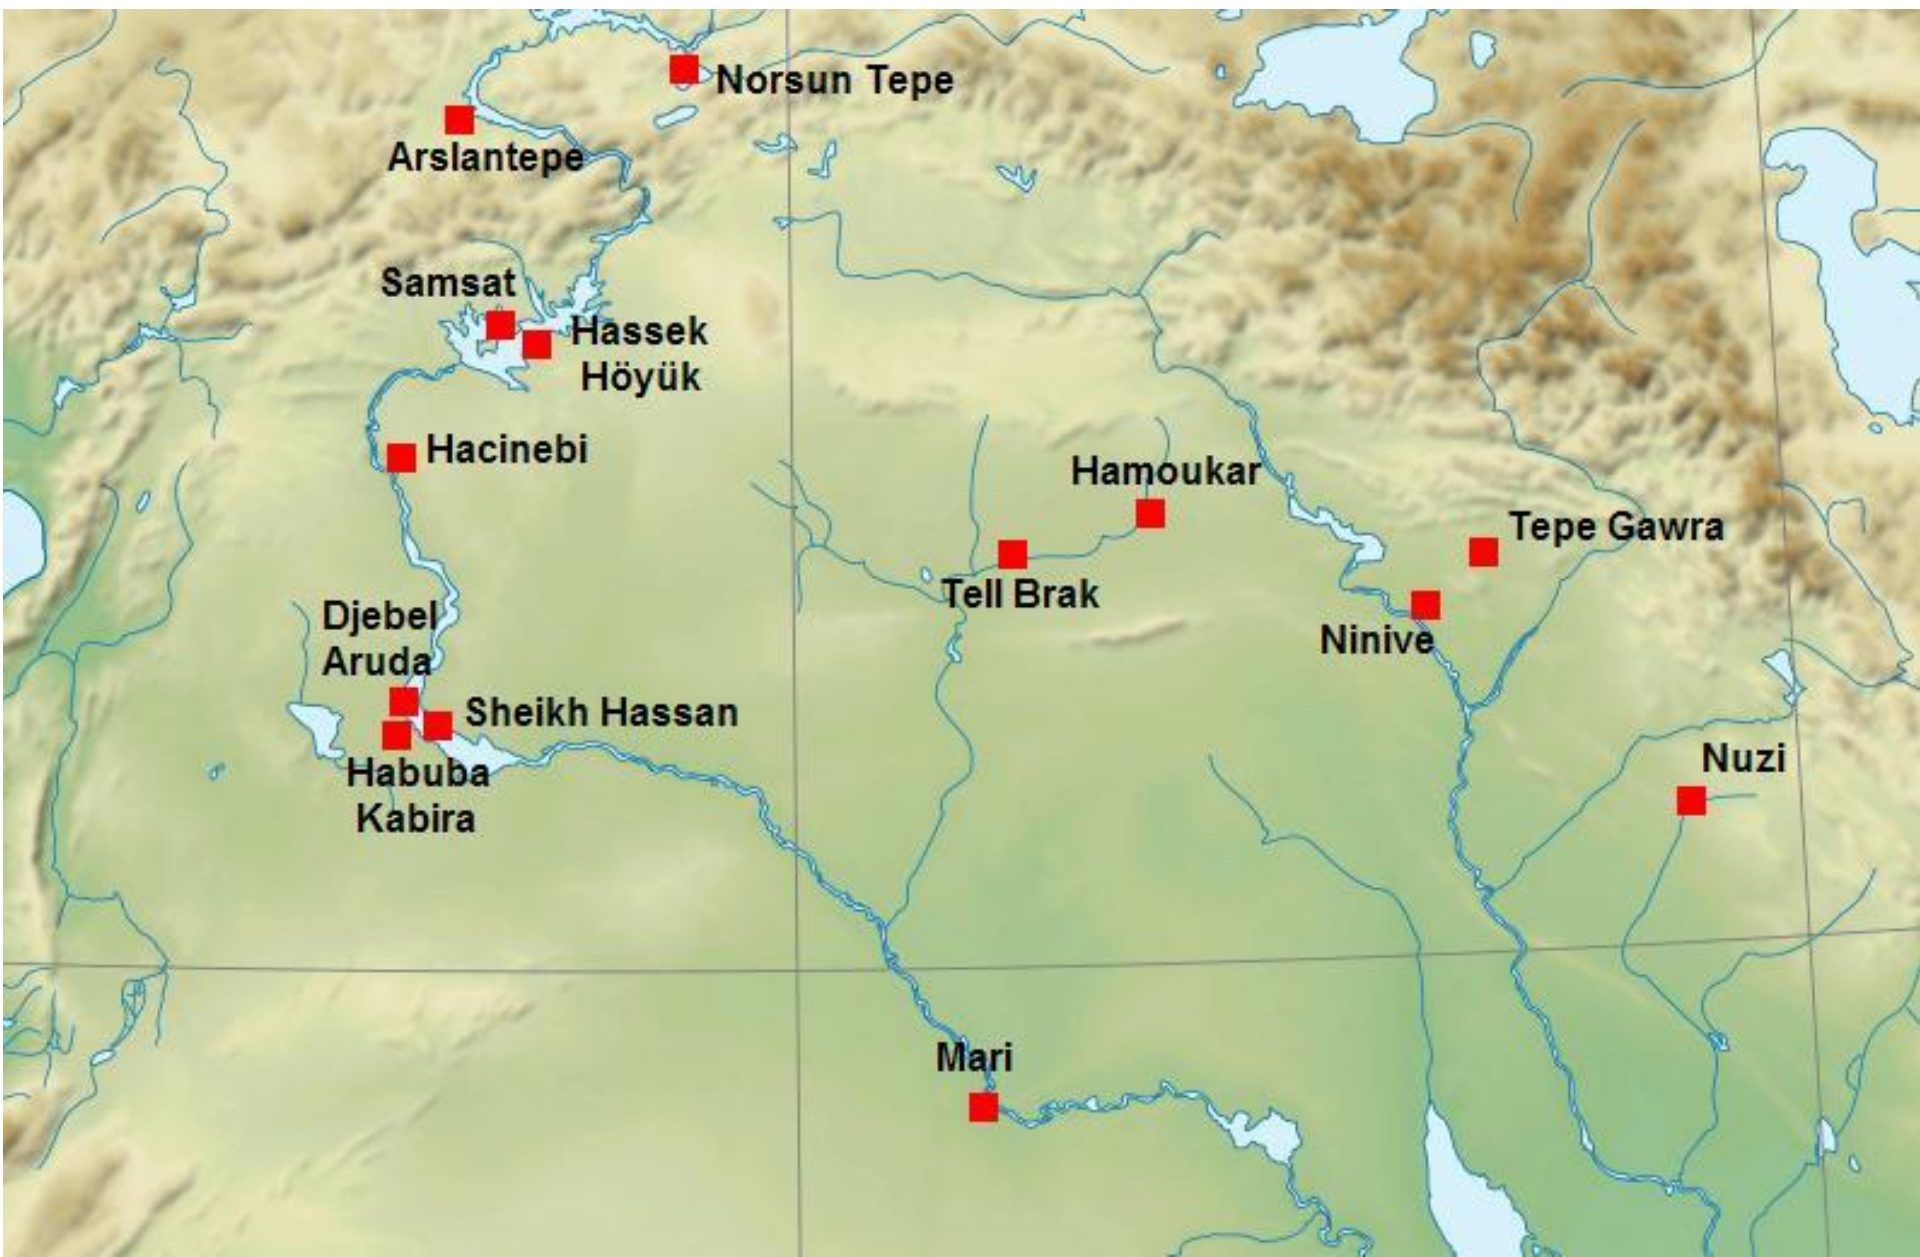 Norsun Tepe
Arslantepe
Samsat
Hassek
Höyük
Hacinebi
Hamoukar
Tepe Gawra
Tell Brak
Djebel
Aruda
Ninive
Sheikh Hassan
Habuba
Kabira
Nuzi
Mari